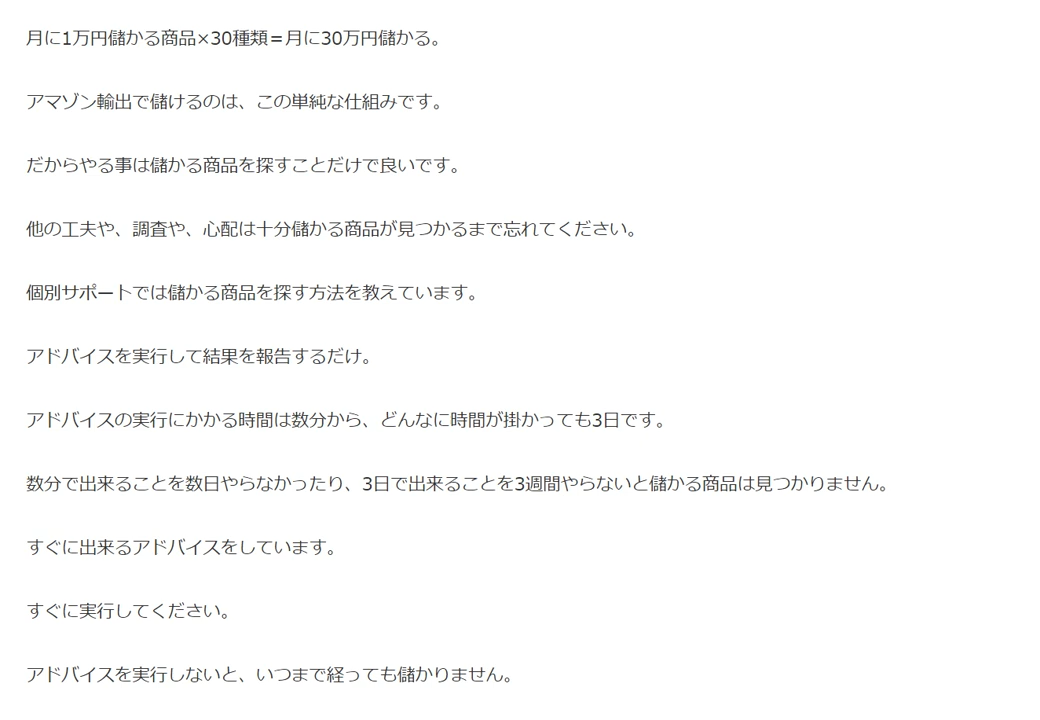 月に1万円儲かる商品×30種類＝月に30万円儲かる。
アマゾン輸出で儲けるのは、この単純な仕組みです。
だからやる事は儲かる商品を探すことだけで良いです。
他の工夫や、調査や、心配は十分儲かる商品が見つかるまで忘れてください。
個別サポートでは儲かる商品を探す方法を教えています。
アドバイスを実行して結果を報告するだけ。
アドバイスの実行にかかる時間は数分から、どんなに時間が掛かっても3日です。
数分で出来ることを数日やらなかったり、3日で出来ることを3週間やらないと儲かる商品は見つかりません。
すぐに出来るアドバイスをしています。
すぐに実行してください。
アドバイスを実行しないと、いつまで経っても儲かりません。